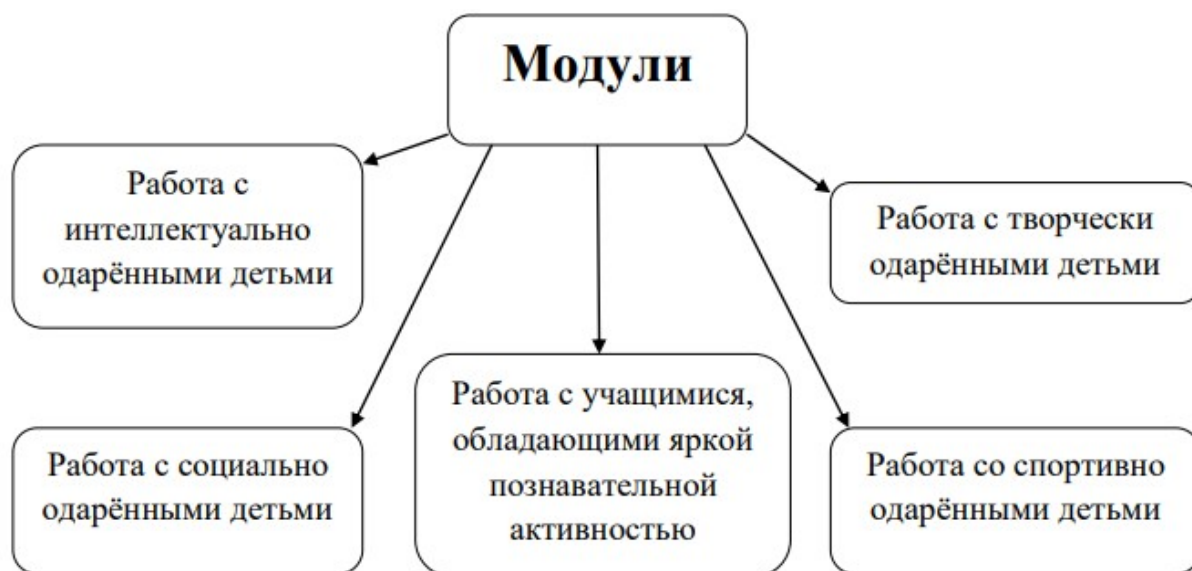 Модули
Работа с
интеллектуально
одарёнными детьми
Работа с творчески
одарёнными детьми
Работа с социально
одарёнными детьми
Работа с учащимися,
обладающими яркой
познавательной
активностью
Работа со спортивно
одарёнными детьми